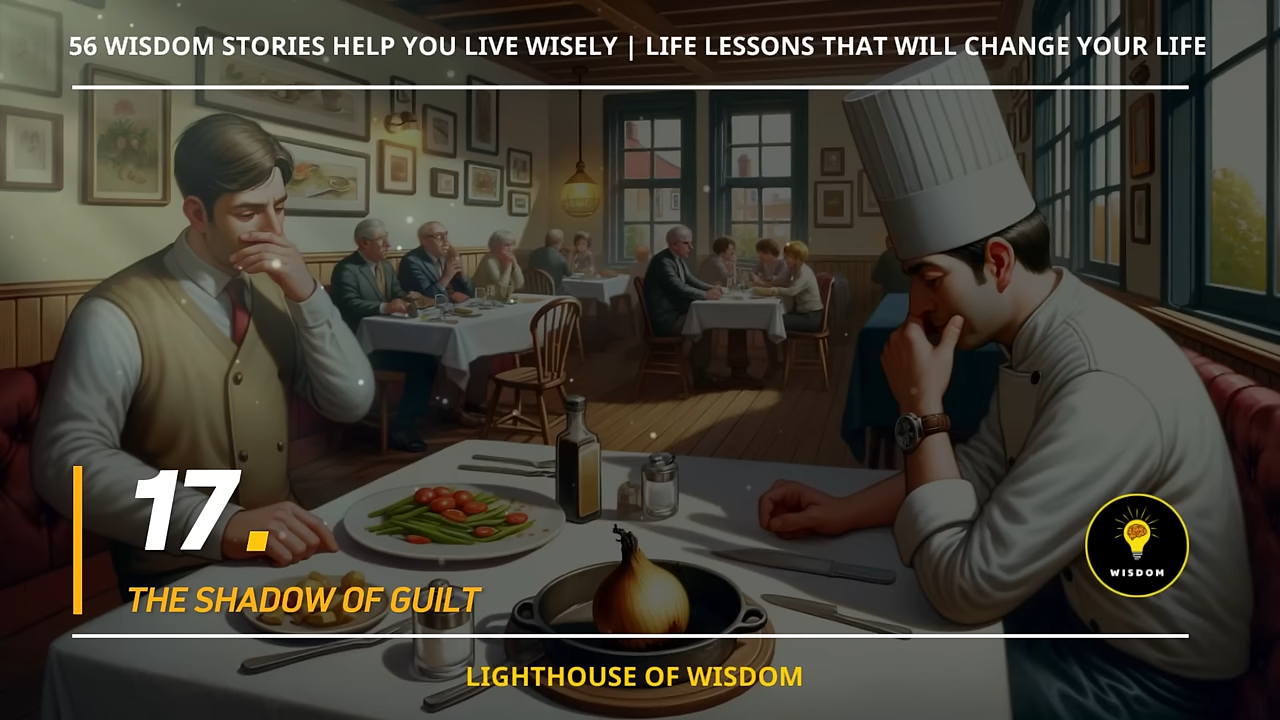 56 WISDOM STORIES HELP YOU LIVE WISELY | LIFE LESSONS THAT WILL CHANGE YOUR LIFE
17.
THE SHADOW OF GUILT
WISDOM
LIGHTHOUSE OF WISDOM